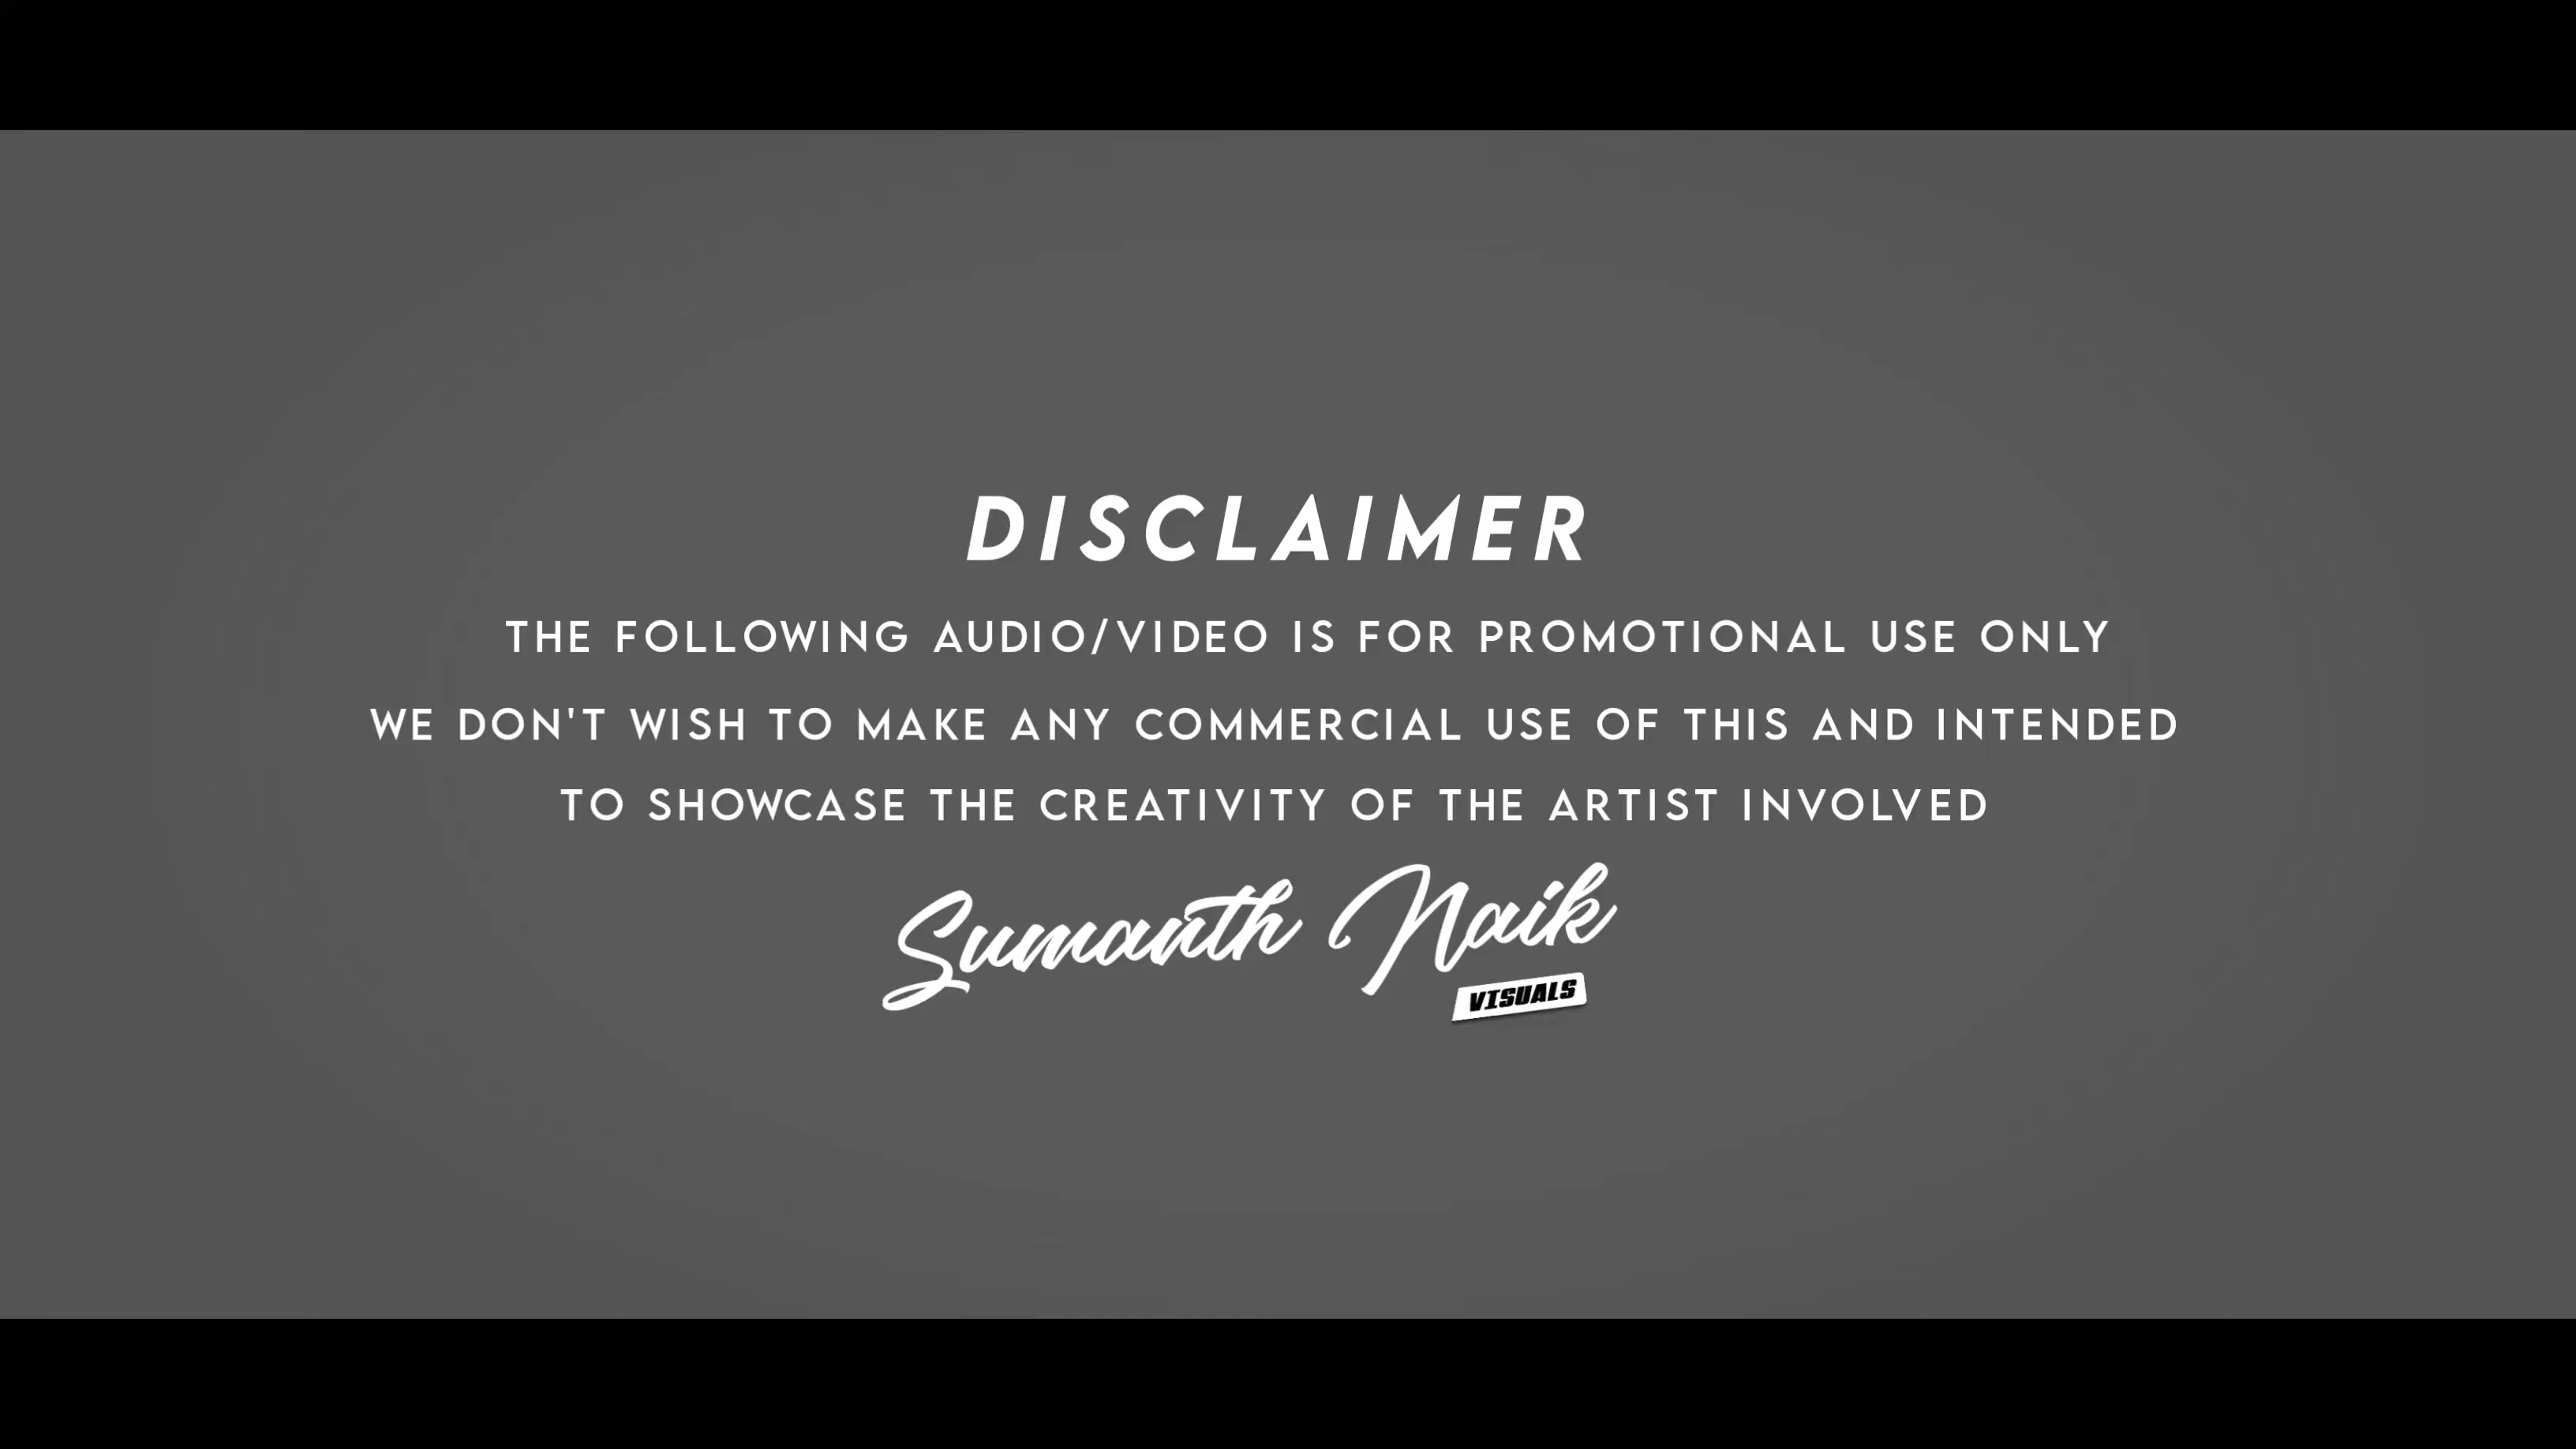 DISCLAIMER
THE FOLLOWING AUDIO/VIDEO IS FOR PROMOTIONAL USE ONLY
WE DON'T WISH TO MAKE ANY COMMERCIAL USE OF THIS AND INTENDED
TO SHOWCASE THE CREATIVITY OF THE ARTIST INVOLVED
Sumanth Naik
VISUALS